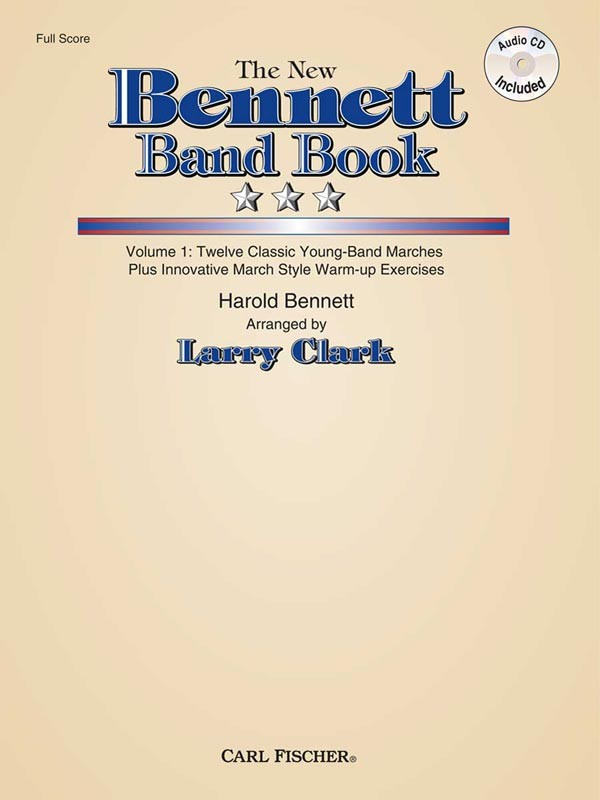 Full Score
Audio CD
Included
The New
Bennett
Band Book
Volume 1: Twelve Classic Young-Band Marches
Plus Innovative March Style Warm-up Exercises
Harold Bennett
Arranged by
Larry Clark
CARL FISCHER®